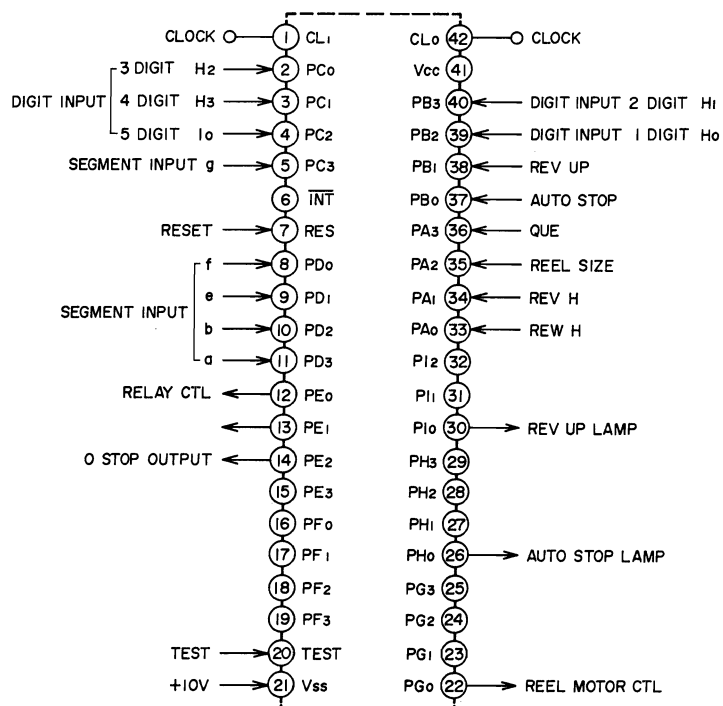 CLOCK 1 CL1 CLO 42 CLOCK
3 DIGIT H2 2 PC0 Vcc 41
DIGIT INPUT 4 DIGIT H3 3 PC1 PB3 40 DIGIT INPUT 2 DIGIT H1
5 DIGIT I0 4 PC2 PB2 39 DIGIT INPUT 1 DIGIT H0
SEGMENT INPUT g 5 PC3 PB1 38 REV UP
6 INT PB0 37 AUTO STOP
RESET 7 RES PA3 36 QUE
f 8 PD0 PA2 35 REEL SIZE
SEGMENT INPUT e 9 PD1 PA1 34 REV H
b 10 PD2 PA0 33 REW H
a 11 PD3 PI2 32
RELAY CTL 12 PE0 PI1 31
13 PE1 PI0 30 REV UP LAMP
0 STOP OUTPUT 14 PE2 PH3 29
15 PE3 PH2 28
16 PF0 PH1 27
17 PF1 PH0 26 AUTO STOP LAMP
18 PF2 PG3 25
19 PF3 PG2 24
TEST 20 TEST PG1 23
+10V 21 Vss PG0 22 REEL MOTOR CTL